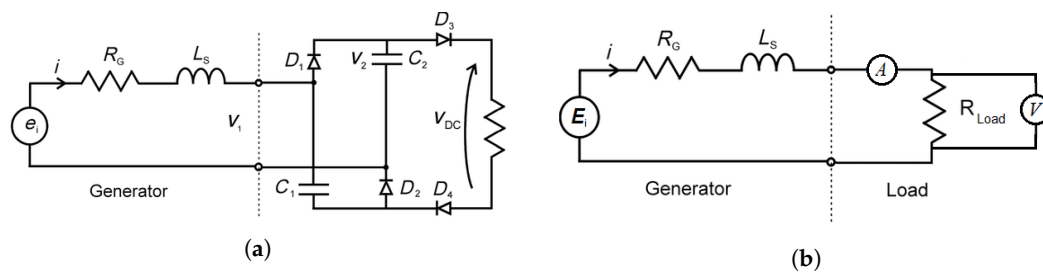 i R_G L_S D_1 V_2 C_2 D_3
e_i V_1 V_DC
Generator C_1 D_2 D_4
(a)
i R_G L_S A
E_i R_Load V
Generator Load
(b)